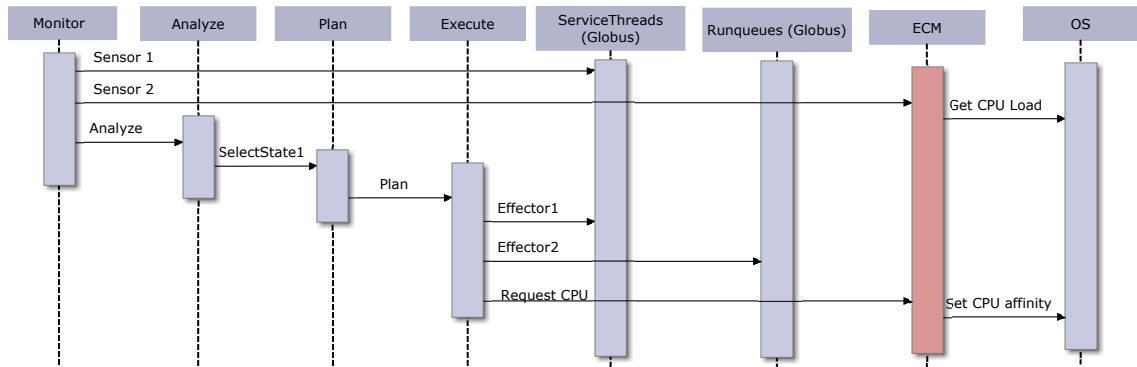 Monitor
Analyze
Plan
Execute
ServiceThreads
(Globus)
Runqueues (Globus)
ECM
OS
Sensor 1
Sensor 2
Get CPU Load
Analyze
SelectState1
Plan
Effector1
Effector2
Request CPU
Set CPU affinity